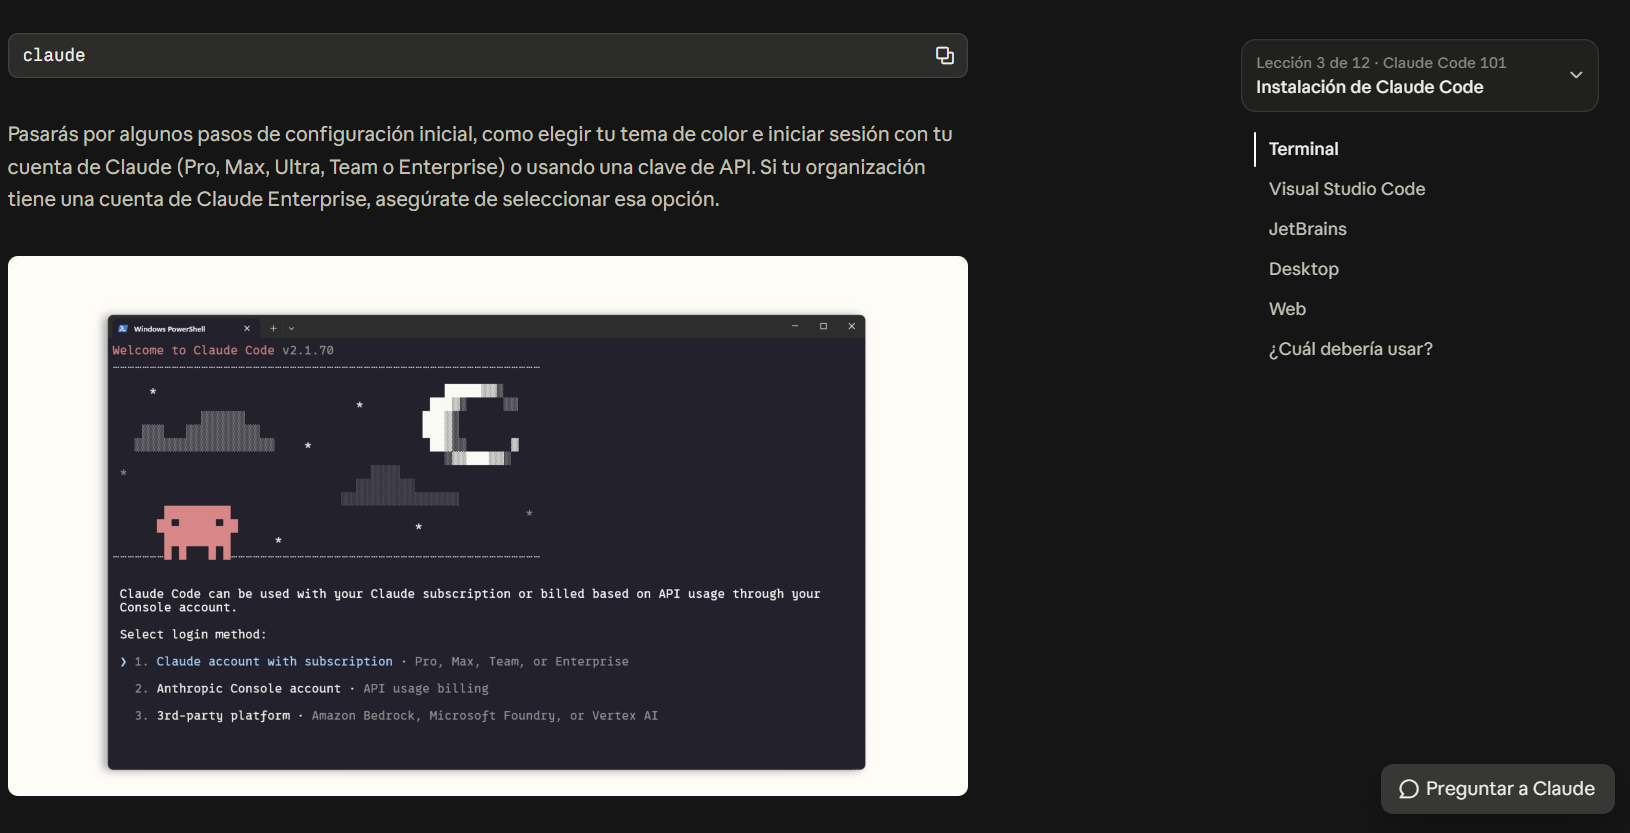 claude
Pasarás por algunos pasos de configuración inicial, como elegir tu tema de color e iniciar sesión con tu
cuenta de Claude (Pro, Max, Ultra, Team o Enterprise) o usando una clave de API. Si tu organización
tiene una cuenta de Claude Enterprise, asegúrate de seleccionar esa opción.
Windows PowerShell
Welcome to Claude Code v2.1.70
Claude Code can be used with your Claude subscription or billed based on API usage through your
Console account.
Select login method:
❯ 1. Claude account with subscription · Pro, Max, Team, or Enterprise
2. Anthropic Console account · API usage billing
3. 3rd-party platform · Amazon Bedrock, Microsoft Foundry, or Vertex AI
Lección 3 de 12 · Claude Code 101
Instalación de Claude Code
Terminal
Visual Studio Code
JetBrains
Desktop
Web
¿Cuál debería usar?
Preguntar a Claude